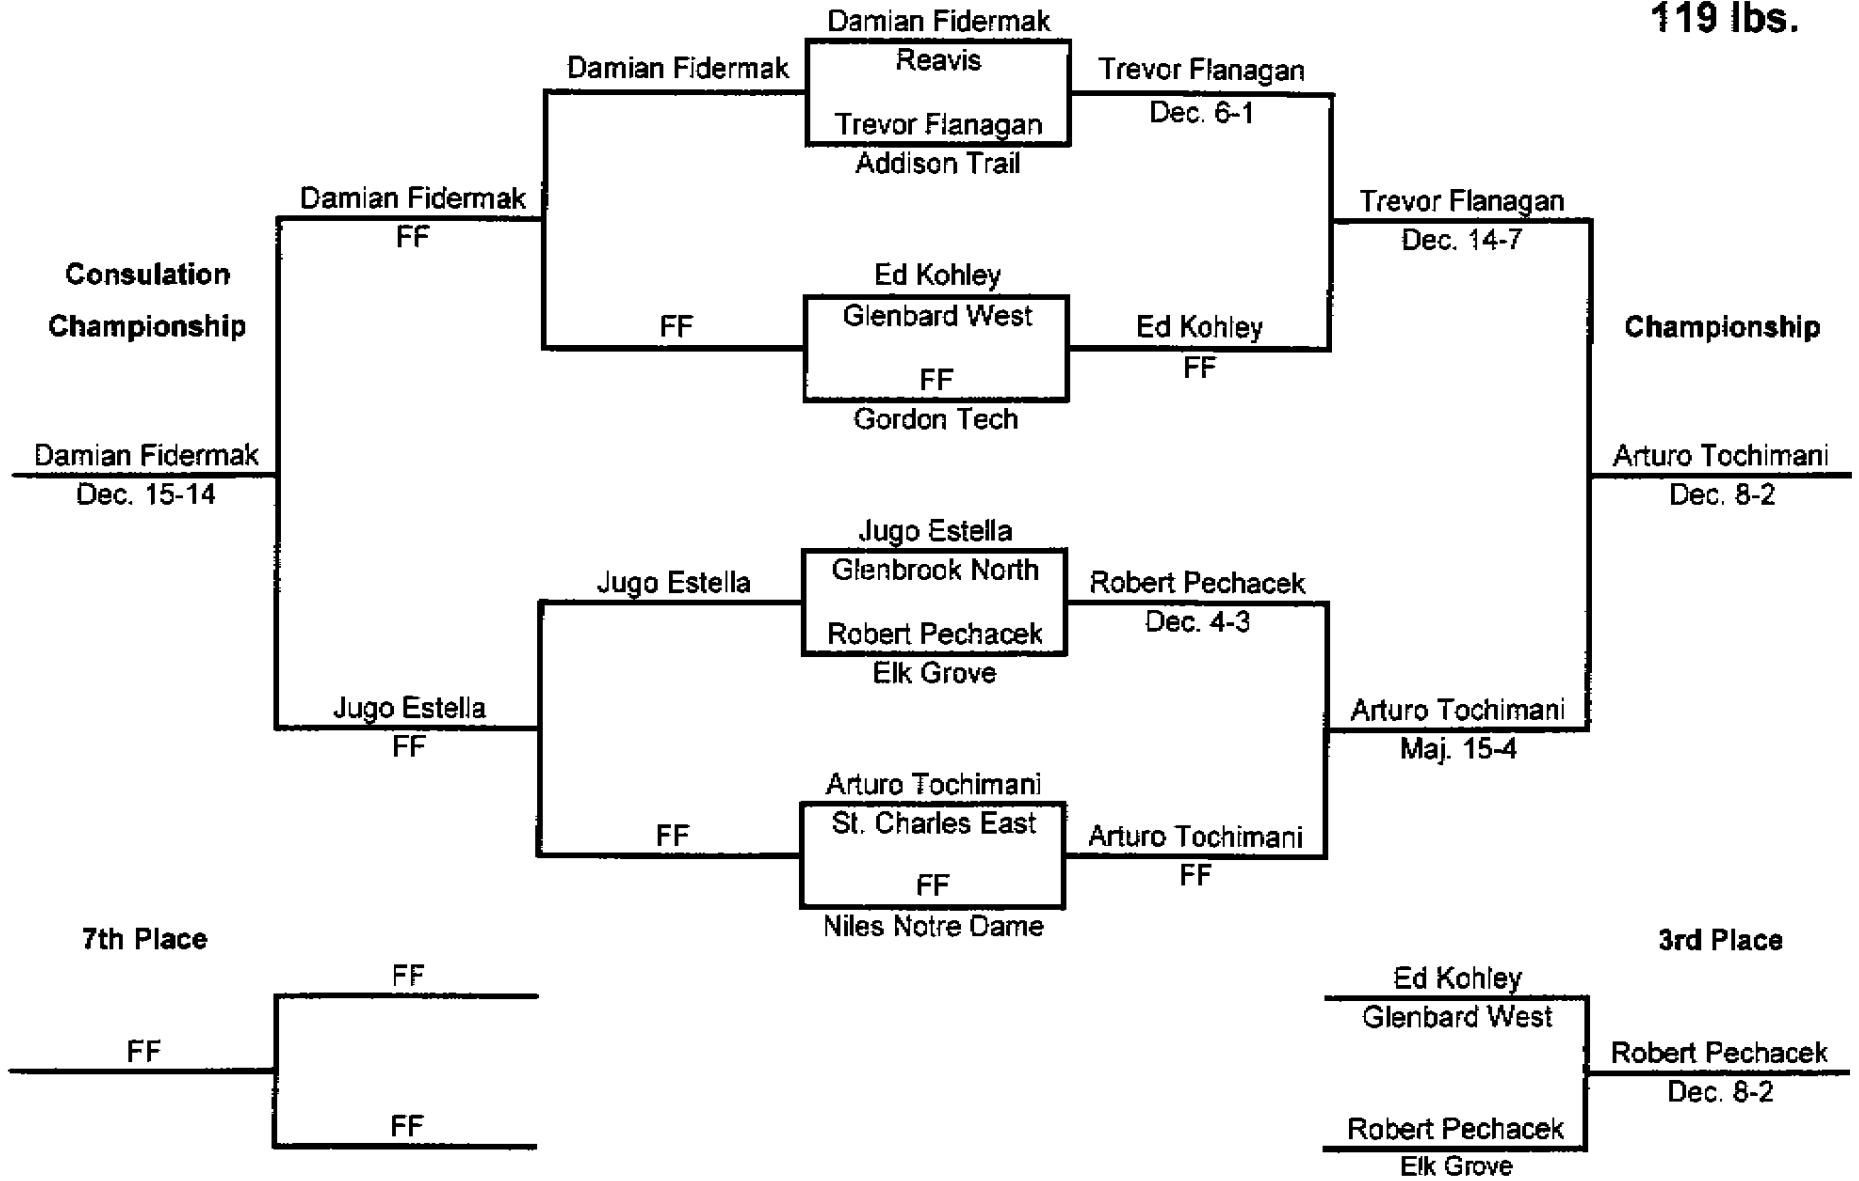 119 lbs.
Damian Fidermak
Reavis
Damian Fidermak
Trevor Flanagan
Dec. 6-1
Trevor Flanagan
Addison Trail
Damian Fidermak
FF
Trevor Flanagan
Dec. 14-7
Consulation
Championship
Ed Kohley
Glenbard West
FF
Ed Kohley
FF
FF
Gordon Tech
Championship
Damian Fidermak
Dec. 15-14
Arturo Tochimani
Dec. 8-2
Jugo Estella
Glenbrook North
Jugo Estella
Robert Pechacek
Dec. 4-3
Robert Pechacek
Elk Grove
Jugo Estella
FF
Arturo Tochimani
Maj. 15-4
Arturo Tochimani
St. Charles East
FF
Arturo Tochimani
FF
FF
Niles Notre Dame
7th Place
FF
FF
FF
3rd Place
Ed Kohley
Glenbard West
Robert Pechacek
Dec. 8-2
Robert Pechacek
Elk Grove